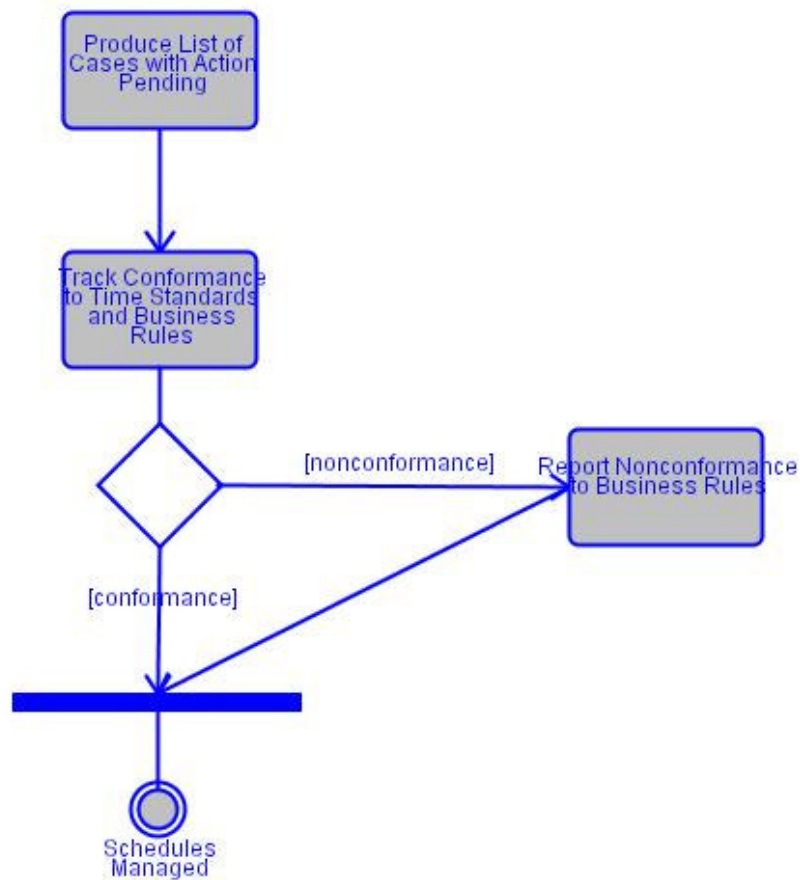 Produce List of
Cases with Action
Pending
Track Conformance
to Time Standards
and Business
Rules
[nonconformance]
Report Nonconformance
to Business Rules
[conformance]
Schedules
Managed